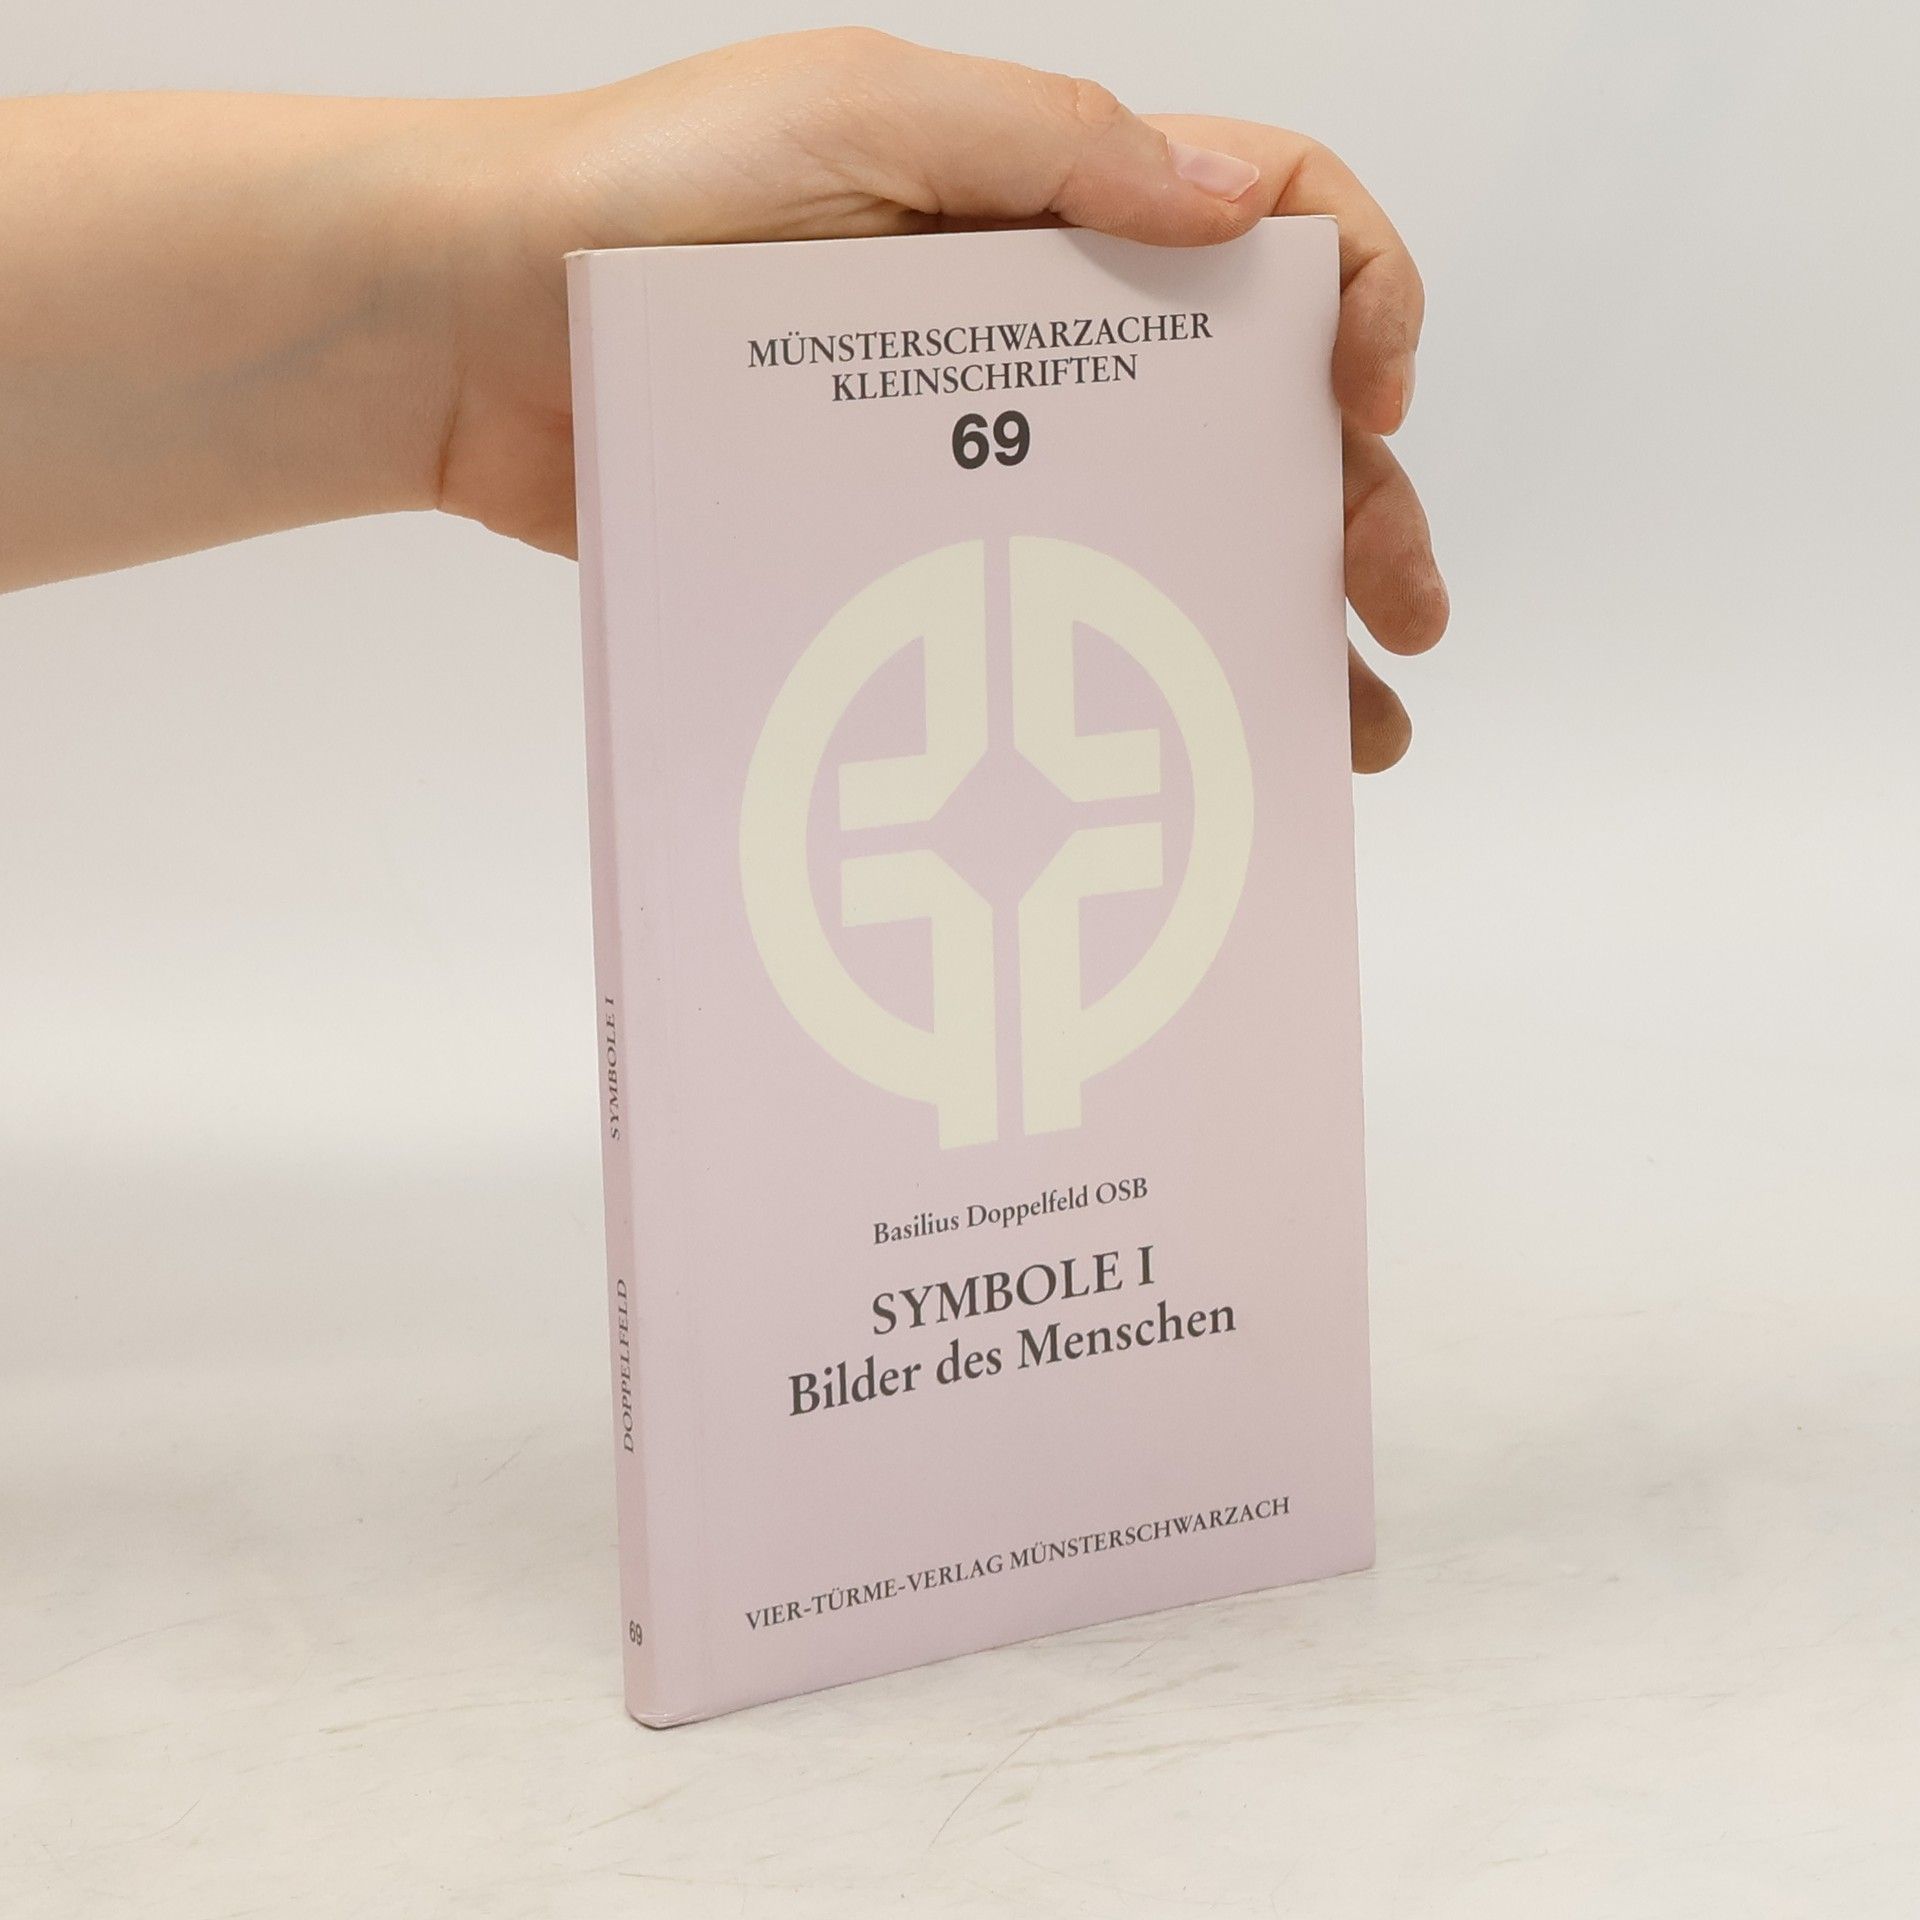 MÜNSTERSCHWARZACHER
KLEINSCHRIFTEN
69
Basilius Doppelfeld OSB
SYMBOLE I
Bilder des Menschen
VIER-TÜRME-VERLAG MÜNSTERSCHWARZACH
SYMBOLE I
DOPPELFELD
69